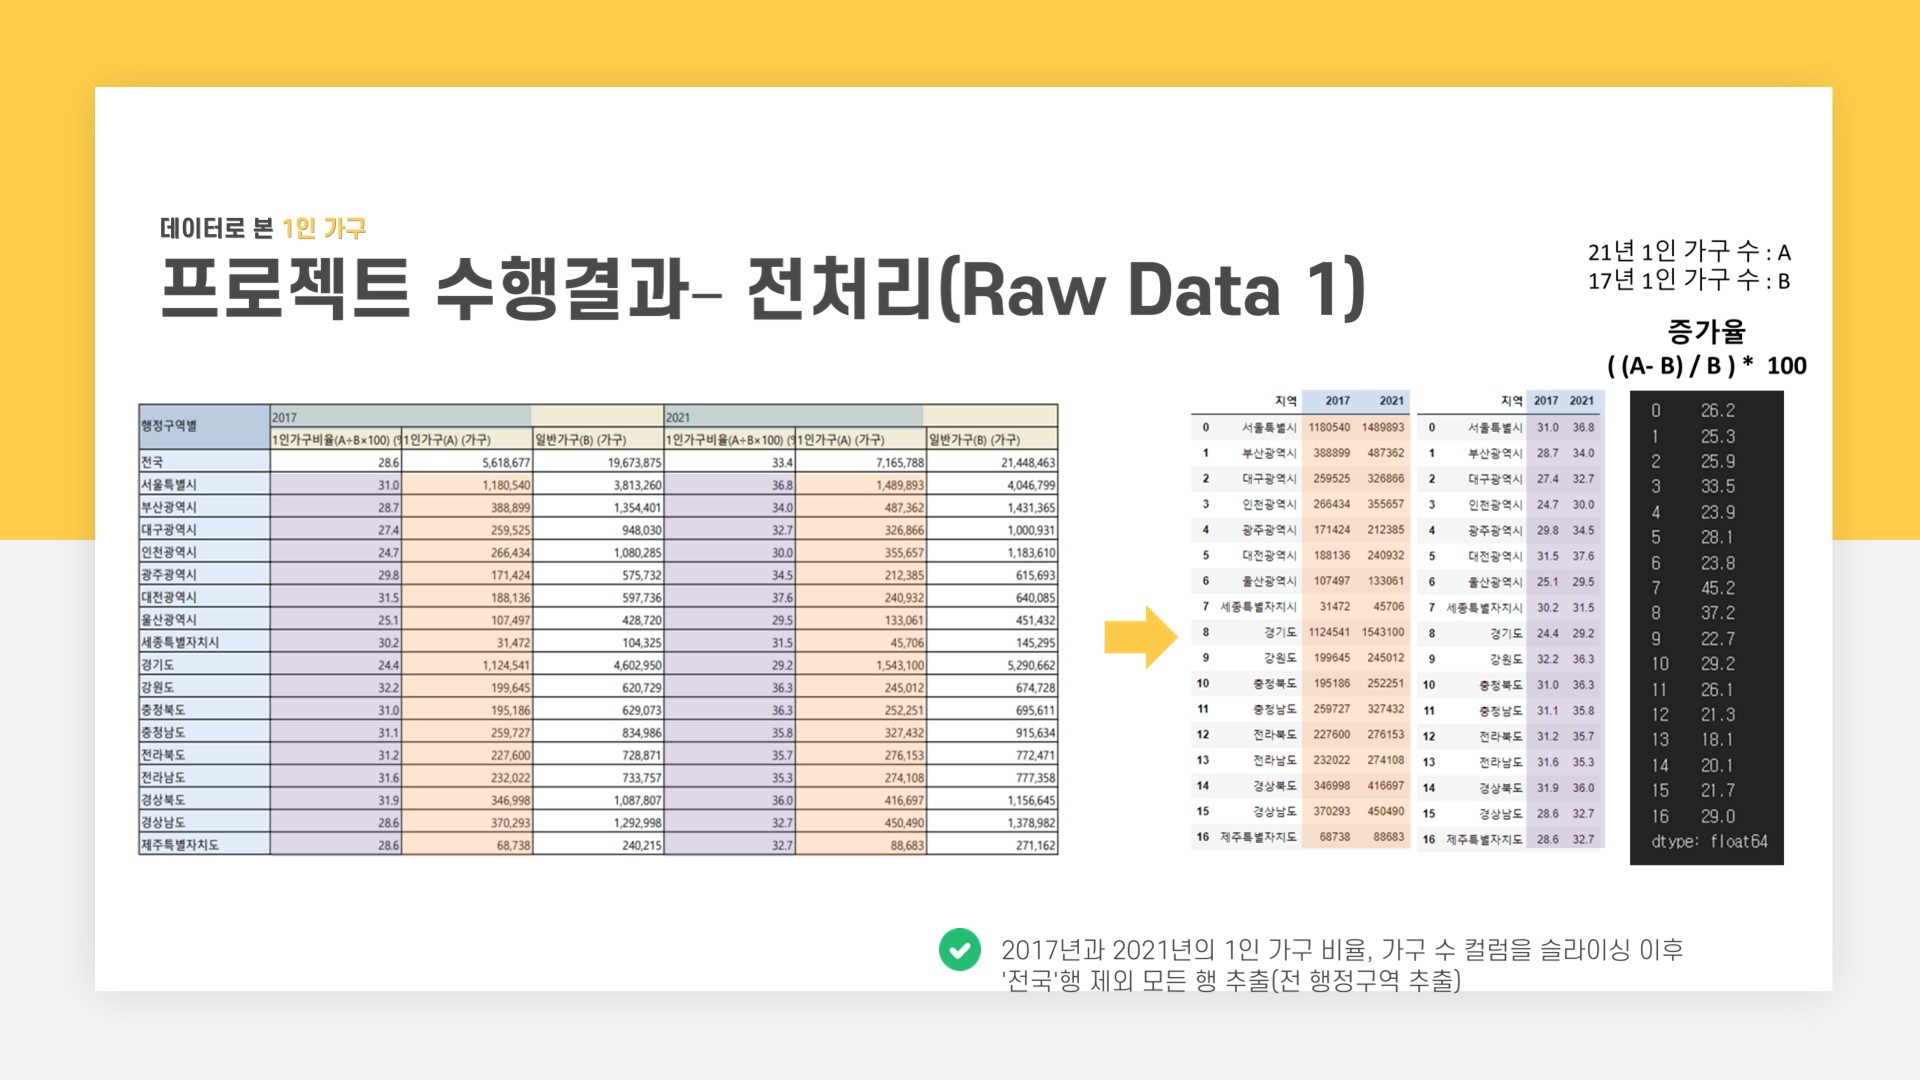 데이터로 본 1인 가구
프로젝트 수행결과– 전처리(Raw Data 1)
21년 1인 가구 수 : A
17년 1인 가구 수 : B
증가율
( (A- B) / B ) * 100
행정구역별 2017 2021
1인가구비율(A÷B×100) (% 1인가구(A) (가구) 일반가구(B) (가구) 1인가구비율(A÷B×100) (% 1인가구(A) (가구) 일반가구(B) (가구)
전국 28.6 5,618,677 19,673,875 33.4 7,165,788 21,448,463
서울특별시 31.0 1,180,540 3,813,260 36.8 1,489,893 4,046,799
부산광역시 28.7 388,899 1,354,401 34.0 487,362 1,431,365
대구광역시 27.4 259,525 948,030 32.7 326,866 1,000,931
인천광역시 24.7 266,434 1,080,285 30.0 355,657 1,183,610
광주광역시 29.8 171,424 575,732 34.5 212,385 615,693
대전광역시 31.5 188,136 597,736 37.6 240,932 640,085
울산광역시 25.1 107,497 428,720 29.5 133,061 451,432
세종특별자치시 30.2 31,472 104,325 31.5 45,706 145,295
경기도 24.4 1,124,541 4,602,950 29.2 1,543,100 5,290,662
강원도 32.2 199,645 620,729 36.3 245,012 674,728
충청북도 31.0 195,186 629,073 36.3 252,251 695,611
충청남도 31.1 259,727 834,986 35.8 327,432 915,634
전라북도 31.2 227,600 728,871 35.7 276,153 772,471
전라남도 31.6 232,022 733,757 35.3 274,108 777,358
경상북도 31.9 346,998 1,087,807 36.0 416,697 1,156,645
경상남도 28.6 370,293 1,292,998 32.7 450,490 1,378,982
제주특별자치도 28.6 68,738 240,215 32.7 88,683 271,162
지역 2017 2021
0 서울특별시 1180540 1489893
1 부산광역시 388899 487362
2 대구광역시 259525 326866
3 인천광역시 266434 355657
4 광주광역시 171424 212385
5 대전광역시 188136 240932
6 울산광역시 107497 133061
7 세종특별자치시 31472 45706
8 경기도 1124541 1543100
9 강원도 199645 245012
10 충청북도 195186 252251
11 충청남도 259727 327432
12 전라북도 227600 276153
13 전라남도 232022 274108
14 경상북도 346998 416697
15 경상남도 370293 450490
16 제주특별자치도 68738 88683
지역 2017 2021
0 서울특별시 31.0 36.8
1 부산광역시 28.7 34.0
2 대구광역시 27.4 32.7
3 인천광역시 24.7 30.0
4 광주광역시 29.8 34.5
5 대전광역시 31.5 37.6
6 울산광역시 25.1 29.5
7 세종특별자치시 30.2 31.5
8 경기도 24.4 29.2
9 강원도 32.2 36.3
10 충청북도 31.0 36.3
11 충청남도 31.1 35.8
12 전라북도 31.2 35.7
13 전라남도 31.6 35.3
14 경상북도 31.9 36.0
15 경상남도 28.6 32.7
16 제주특별자치도 28.6 32.7
0 26.2
1 25.3
2 25.9
3 33.5
4 23.9
5 28.1
6 23.8
7 45.2
8 37.2
9 22.7
10 29.2
11 26.1
12 21.3
13 18.1
14 20.1
15 21.7
16 29.0
dtype: float64
2017년과 2021년의 1인 가구 비율, 가구 수 컬럼을 슬라이싱 이후
'전국'행 제외 모든 행 추출(전 행정구역 추출)